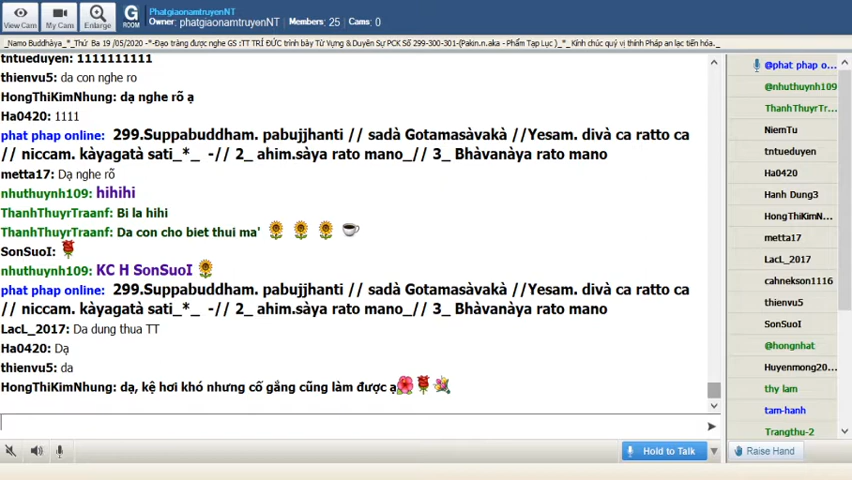 View Cam
My Cams
Enlarge
G
ROOM
PhatgiaonamtruyenNT
Owner: phatgiaonamtruyenNT Members: 25 Cams: 0
_Namo Buddhàya_*_Thứ Ba 19 /05/2020 -*-Đạo tràng được nghe GS :TT TRÍ ĐỨC trình bày Từ Vựng & Duyên Sự PCK Số 299-300-301-(Pakin.n.aka - Phẩm Tạp Lục )_*_ Kính chúc quý vị thính Pháp an lạc tiến hóa._
tntueduyen: 1111111111
thienvu5: da con nghe ro
HongThiKimNhung: dạ nghe rõ ạ
Ha0420: 1111
phat phap online: 299.Suppabuddham. pabujjhanti // sadà Gotamasàvakà //Yesam. divà ca ratto ca
// niccam. kàyagatà sati_*_ -// 2_ ahim.sàya rato mano_// 3_ Bhàvanàya rato mano
metta17: Dạ nghe rõ
nhuthuynh109: hihihi
ThanhThuyrTraanf: Bi la hihi
ThanhThuyrTraanf: Da con cho biet thui ma'
SonSuoI:
nhuthuynh109: KC H SonSuoI
phat phap online: 299.Suppabuddham. pabujjhanti // sadà Gotamasàvakà //Yesam. divà ca ratto ca
// niccam. kàyagatà sati_*_ -// 2_ ahim.sàya rato mano_// 3_ Bhàvanàya rato mano
LacL_2017: Da dung thua TT
Ha0420: Dạ
thienvu5: da
HongThiKimNhung: dạ, kệ hơi khó nhưng cố gắng cũng làm được ạ
@phat phap o...
@nhuthuynh109
ThanhThuyrTr...
NiemTu
tntueduyen
Ha0420
Hanh Dung3
HongThiKimN...
metta17
LacL_2017
cahnekson1116
thienvu5
SonSuoI
@hongnhat
Huyenmong20...
thy lam
tam-hanh
Trangthu-2
Hold to Talk
Raise Hand